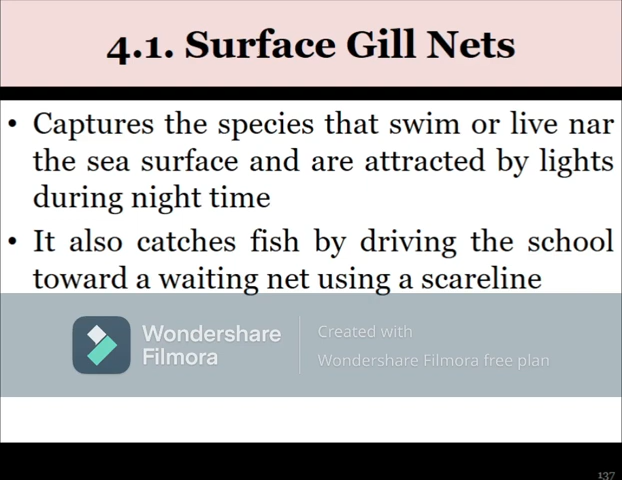 4.1. Surface Gill Nets
• Captures the species that swim or live nar
the sea surface and are attracted by lights
during night time
• It also catches fish by driving the school
toward a waiting net using a scareline
Wondershare
Filmora
Created with
Wondershare Filmora free plan
137